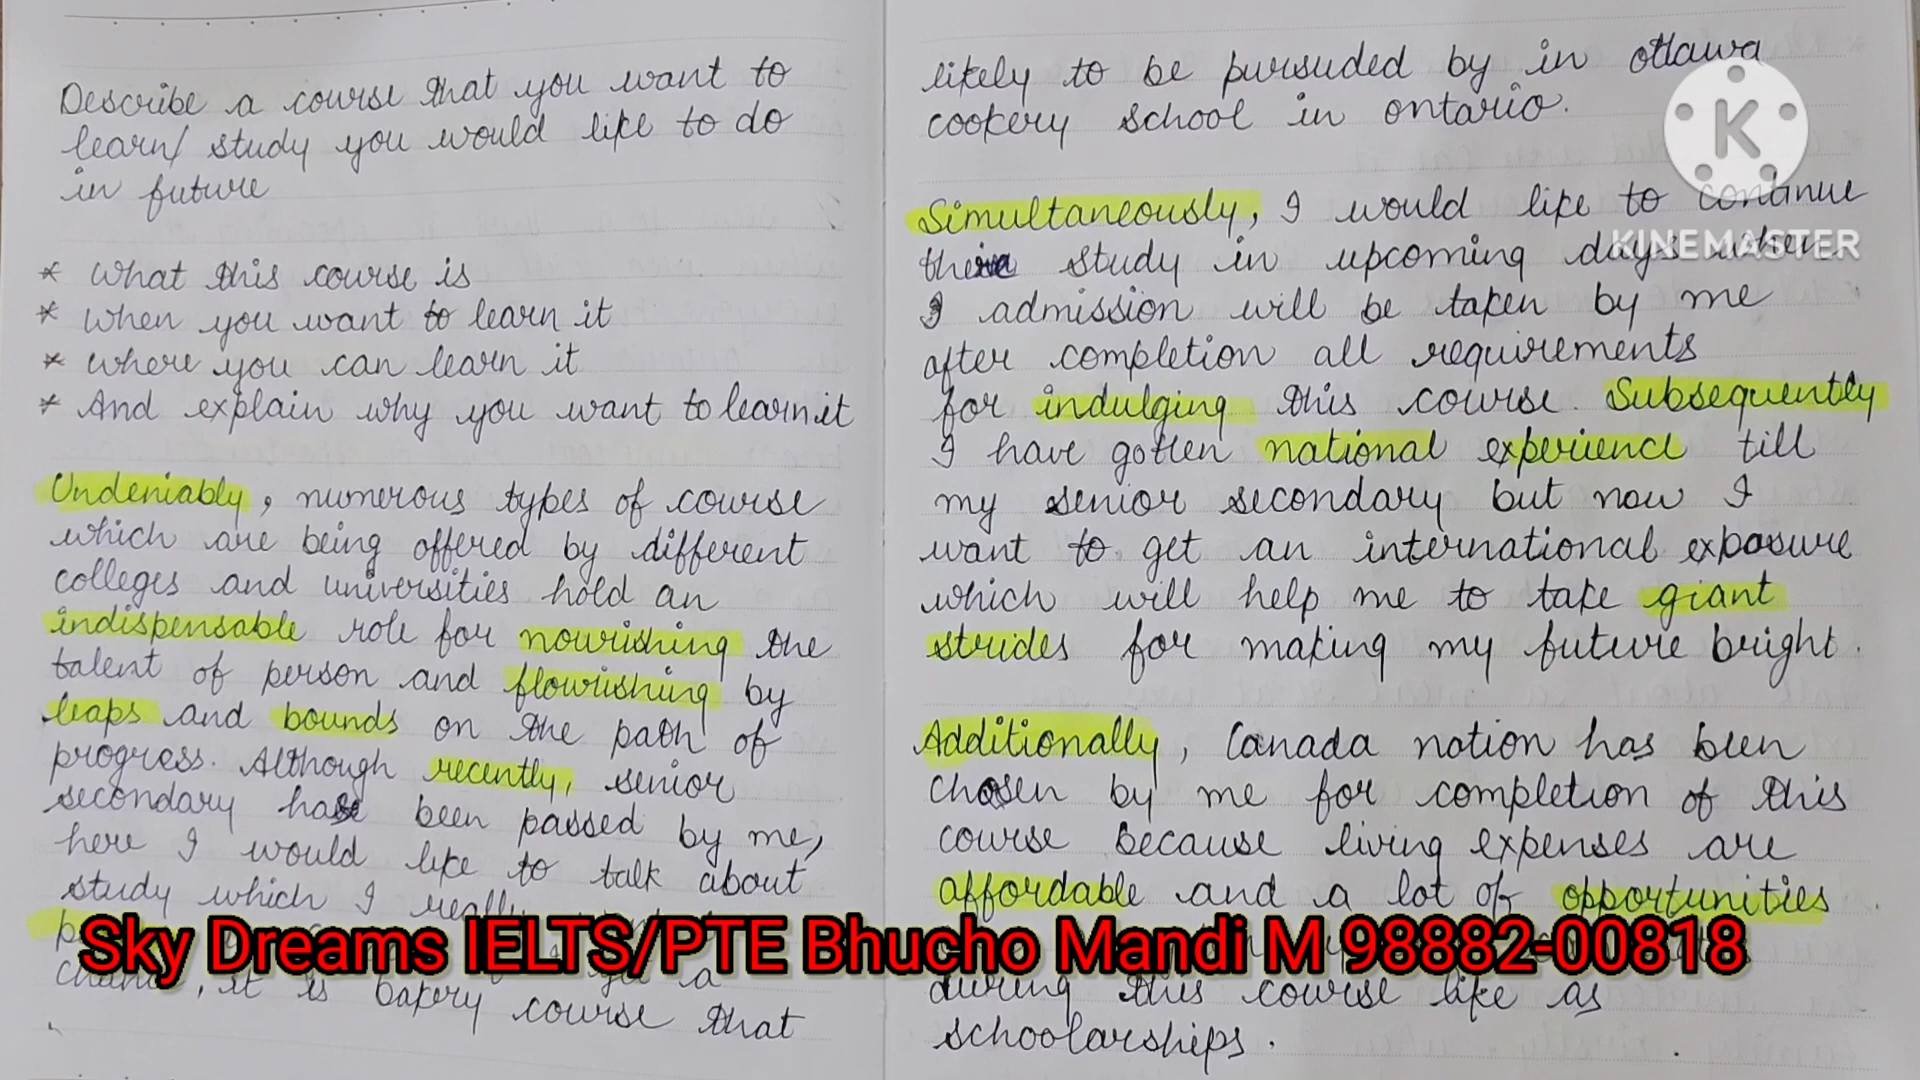 Describe a course that you want to
learn/ study you would like to do
in future
* What this course is
* When you want to learn it
* Where you can learn it
* And explain why you want to learn it
Undeniably, numerous types of course
which are being offered by different
colleges and universities hold an
indispensable role for nourishing the
talent of person and flourishing by
leaps and bounds on the path of
progress. Although recently, senior
secondary has been passed by me,
here I would like to talk about
study which I really
a
chance, it is bakery course that
likely to be pursuded by in ottawa
cookery school in ontario.
Simultaneously, I would like to continue
study in upcoming days when
I admission will be taken by me
after completion all requirements
for indulging this course. Subsequently
I have gotten national experience till
my senior secondary but now I
want to get an international exposure
which will help me to take giant
strides for making my future bright.
Additionally, Canada nation has been
chosen by me for completion of this
course because living expenses are
affordable and a lot of opportunities
during this course like as
schoolarships.
K
KINEMASTER
Sky Dreams IELTS/PTE Bhucho Mandi M 98882-00818